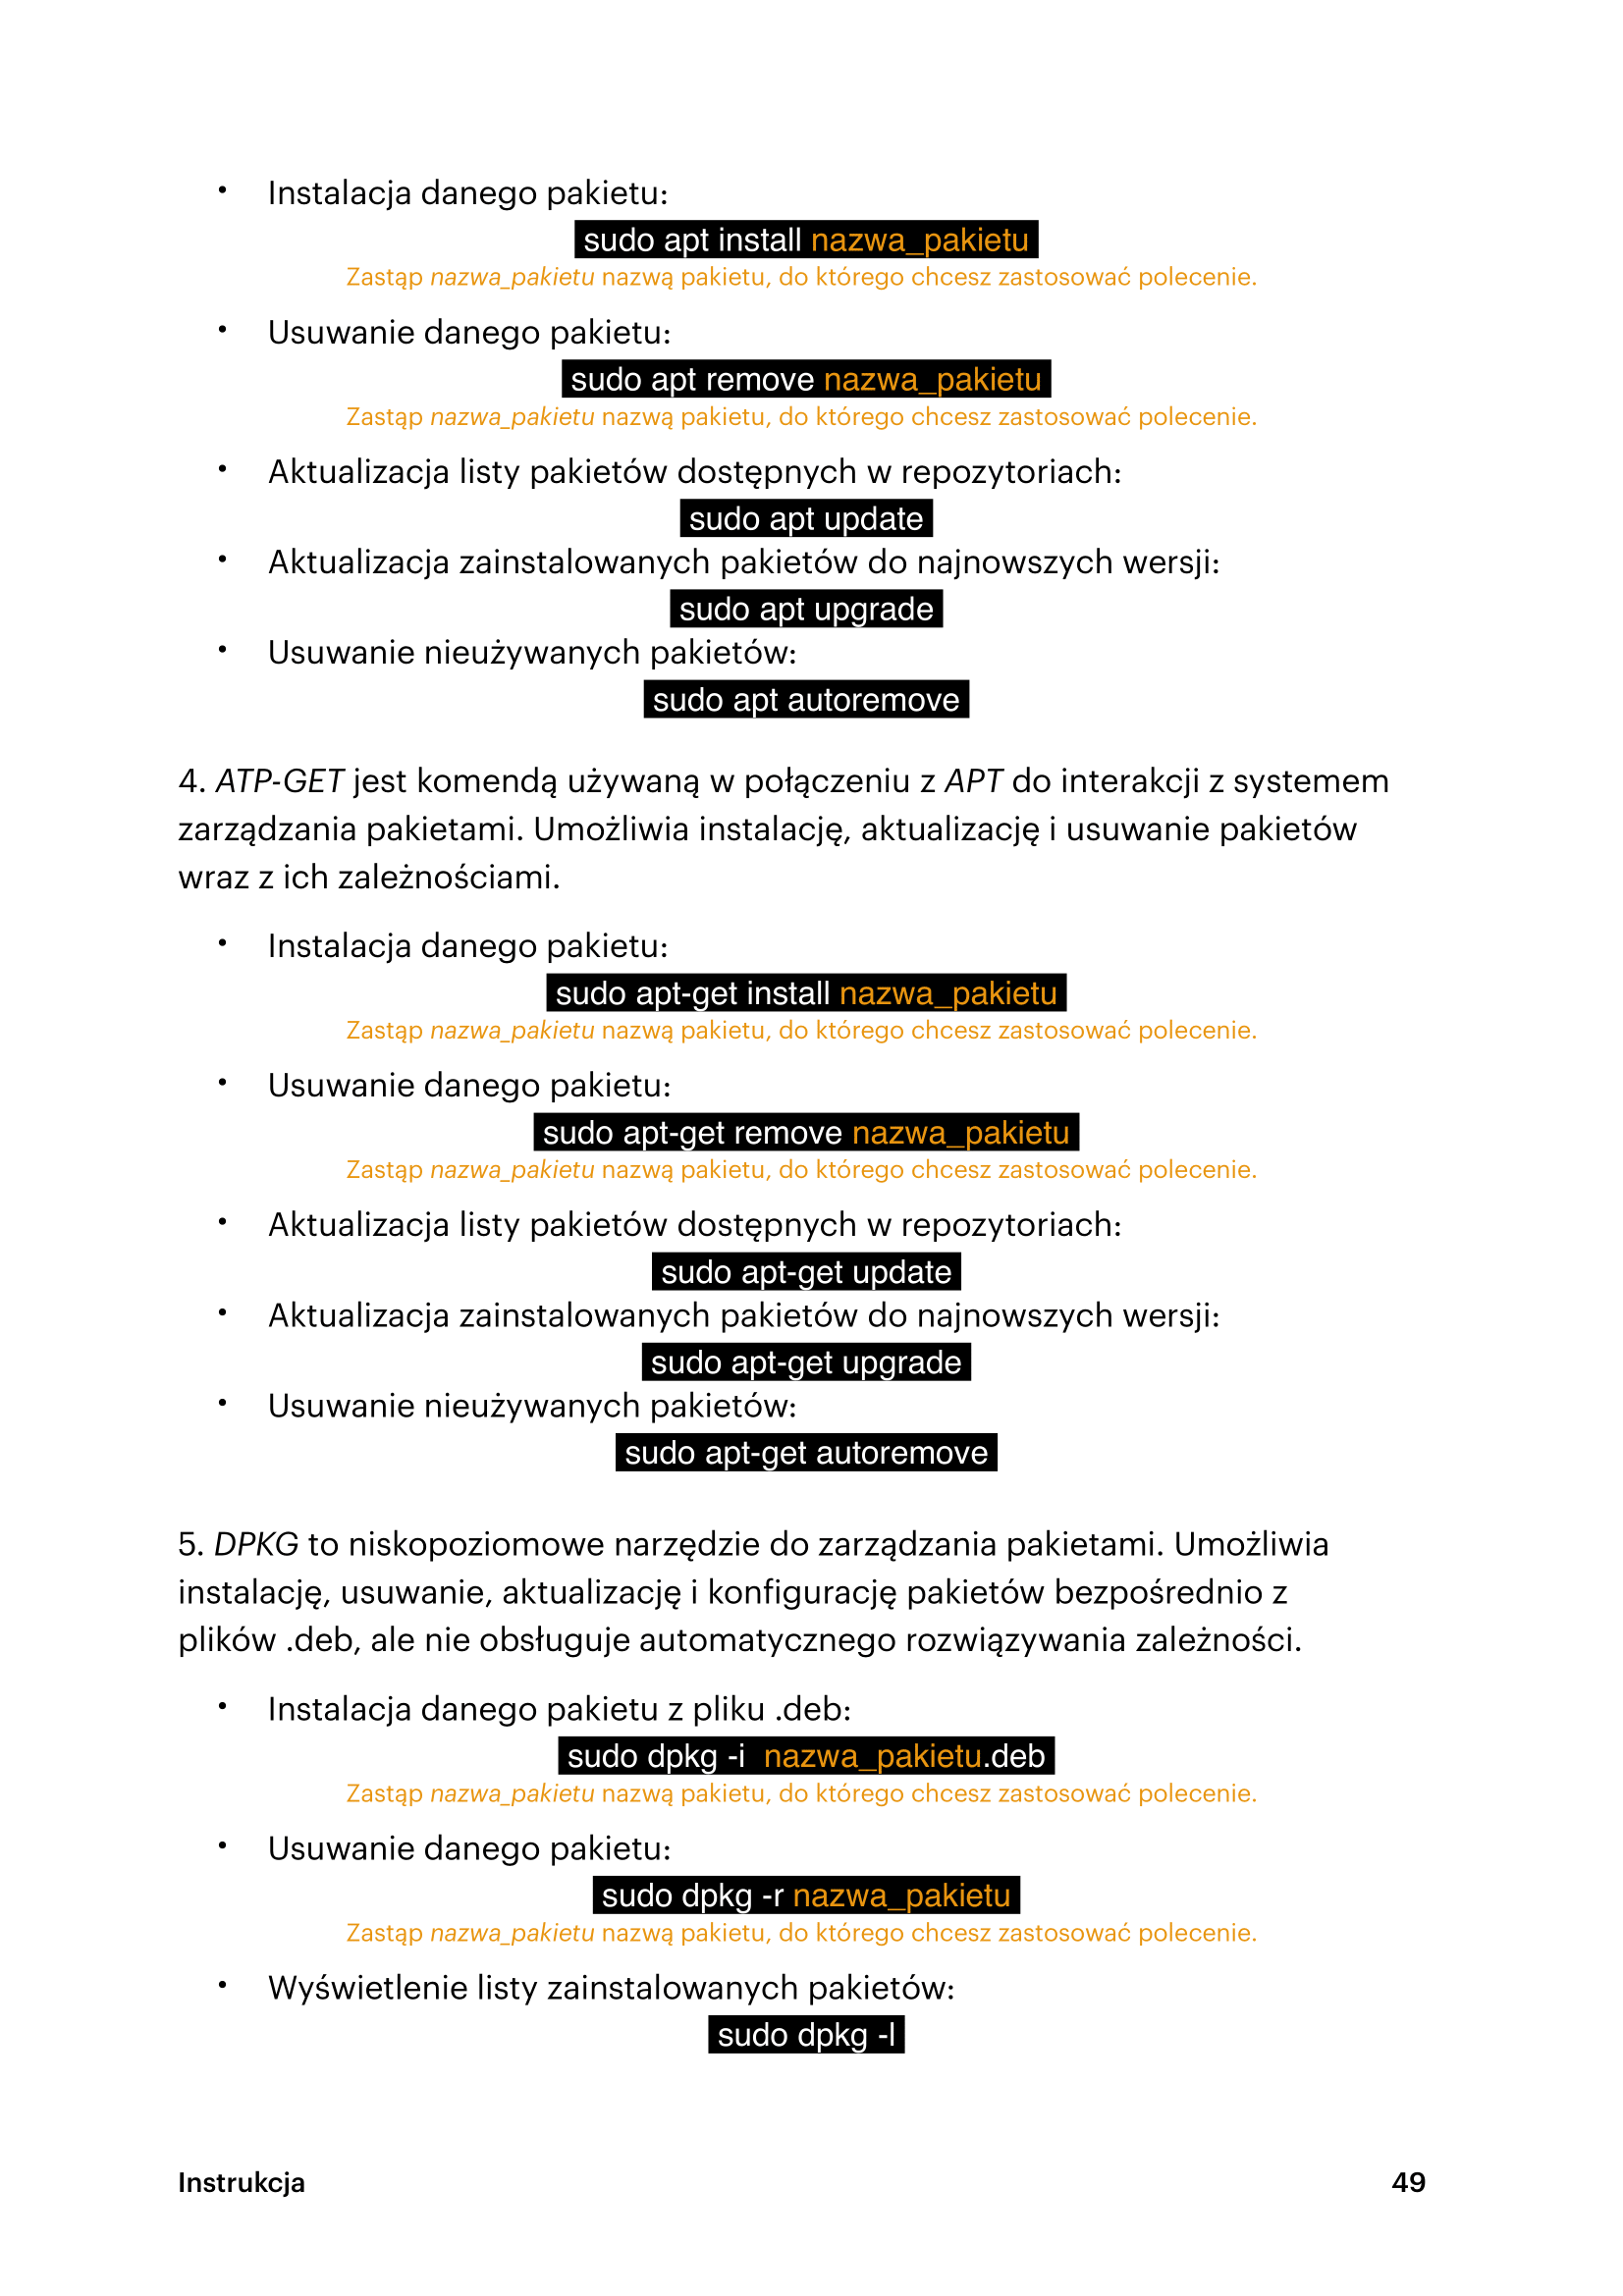 • Instalacja danego pakietu:
sudo apt install nazwa_pakietu
Zastąp nazwa_pakietu nazwą pakietu, do którego chcesz zastosować polecenie.
• Usuwanie danego pakietu:
sudo apt remove nazwa_pakietu
Zastąp nazwa_pakietu nazwą pakietu, do którego chcesz zastosować polecenie.
• Aktualizacja listy pakietów dostępnych w repozytoriach:
sudo apt update
• Aktualizacja zainstalowanych pakietów do najnowszych wersji:
sudo apt upgrade
• Usuwanie nieużywanych pakietów:
sudo apt autoremove
4. ATP-GET jest komendą używaną w połączeniu z APT do interakcji z systemem
zarządzania pakietami. Umożliwia instalację, aktualizację i usuwanie pakietów
wraz z ich zależnościami.
• Instalacja danego pakietu:
sudo apt-get install nazwa_pakietu
Zastąp nazwa_pakietu nazwą pakietu, do którego chcesz zastosować polecenie.
• Usuwanie danego pakietu:
sudo apt-get remove nazwa_pakietu
Zastąp nazwa_pakietu nazwą pakietu, do którego chcesz zastosować polecenie.
• Aktualizacja listy pakietów dostępnych w repozytoriach:
sudo apt-get update
• Aktualizacja zainstalowanych pakietów do najnowszych wersji:
sudo apt-get upgrade
• Usuwanie nieużywanych pakietów:
sudo apt-get autoremove
5. DPKG to niskopoziomowe narzędzie do zarządzania pakietami. Umożliwia
instalację, usuwanie, aktualizację i konfigurację pakietów bezpośrednio z
plików .deb, ale nie obsługuje automatycznego rozwiązywania zależności.
• Instalacja danego pakietu z pliku .deb:
sudo dpkg -i nazwa_pakietu.deb
Zastąp nazwa_pakietu nazwą pakietu, do którego chcesz zastosować polecenie.
• Usuwanie danego pakietu:
sudo dpkg -r nazwa_pakietu
Zastąp nazwa_pakietu nazwą pakietu, do którego chcesz zastosować polecenie.
• Wyświetlenie listy zainstalowanych pakietów:
sudo dpkg -l
Instrukcja 49